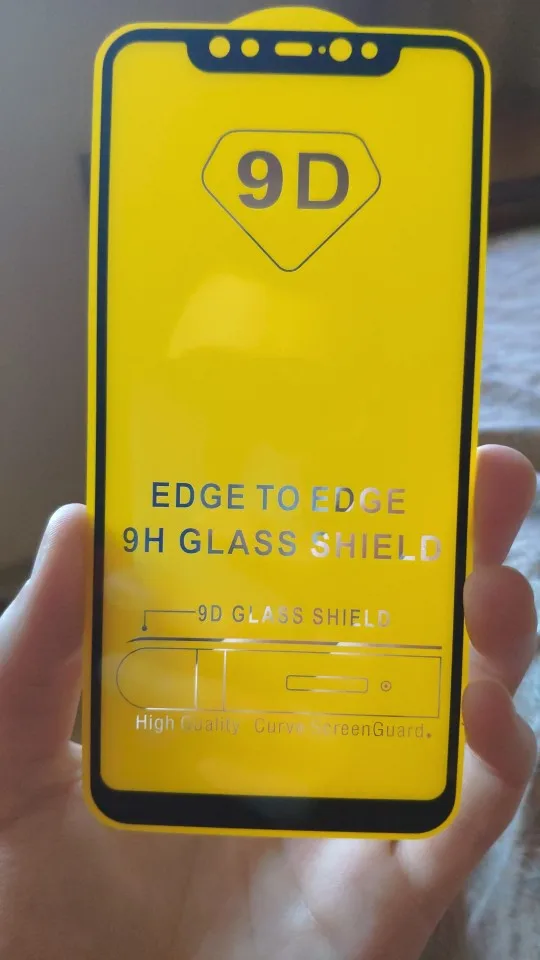 9D
EDGE TO EDGE
9H GLASS SHIELD
9D GLASS SHIELD
High Quality Curve ScreenGuard.